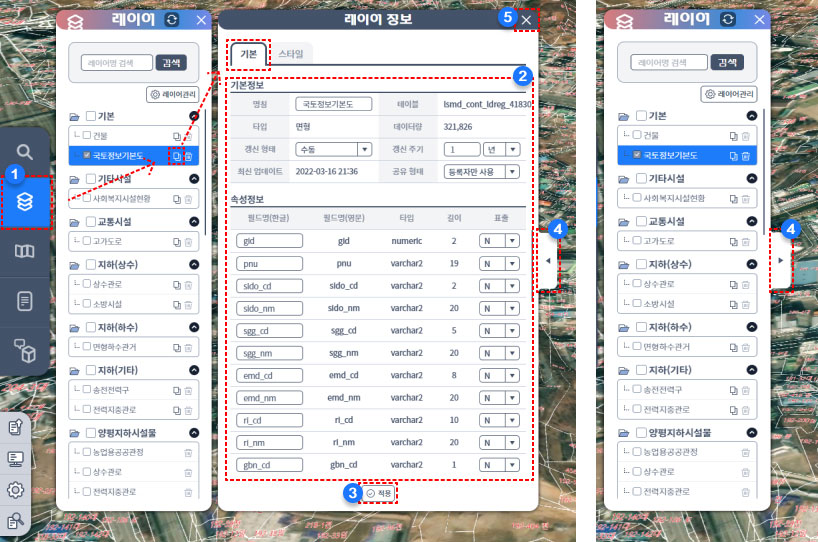 레이어
레이어명 검색
검색
레이어관리
기본
건물
국토정보기본도
기타시설
사회복지시설현황
교통시설
고가도로
지하(상수)
상수관로
소방시설
지하(하수)
면형하수관거
지하(기타)
송전전력구
전력지중관로
양평지하시설물
농업용공공관정
상수관로
전력지중관로
1
레이어 정보
5
기본
스타일
2
기본정보
명칭
국토정보기본도
테이블
lsmd_cont_ldreg_41830
타입
면형
데이타량
321,826
갱신 형태
수동
갱신 주기
1
년
최신 업데이트
2022-03-16 21:36
공유 형태
등록자만 사용
속성정보
필드명(한글) 필드명(영문) 타입 길이 표출
gid gid numeric 2 N
pnu pnu varchar2 19 N
sido_cd sido_cd varchar2 2 N
sido_nm sido_nm varchar2 20 N
sgg_cd sgg_cd varchar2 5 N
sgg_nm sgg_nm varchar2 20 N
emd_cd emd_cd varchar2 8 N
emd_nm emd_nm varchar2 20 N
ri_cd ri_cd varchar2 10 N
ri_nm ri_nm varchar2 20 N
gbn_cd gbn_cd varchar2 1 N
3
적용
4
레이어
레이어명 검색
검색
레이어관리
기본
건물
국토정보기본도
기타시설
사회복지시설현황
교통시설
고가도로
지하(상수)
상수관로
소방시설
지하(하수)
면형하수관거
지하(기타)
송전전력구
전력지중관로
양평지하시설물
농업용공공관정
상수관로
전력지중관로
4